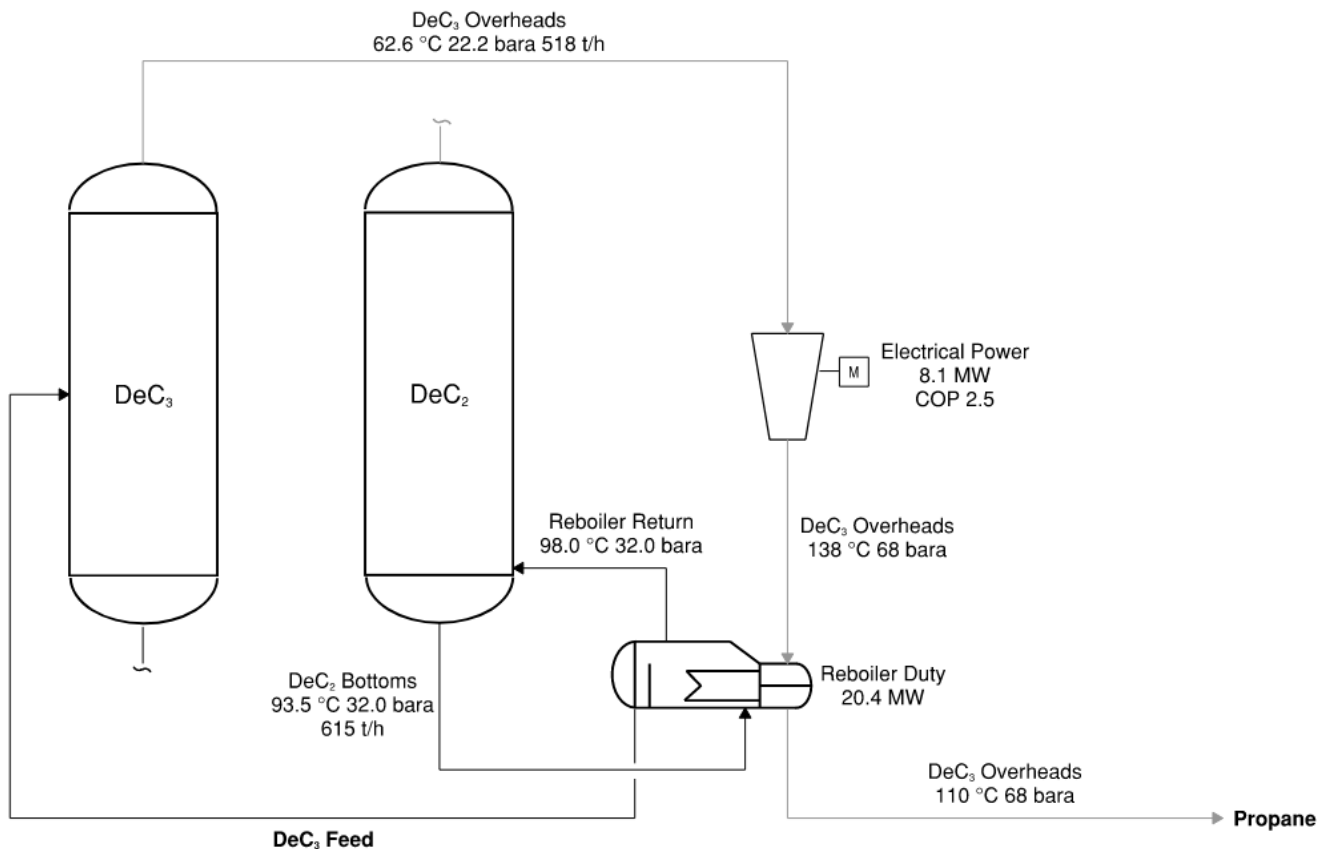 DeC₃ Overheads
62.6 °C 22.2 bara 518 t/h
DeC₃
DeC₂
M
Electrical Power
8.1 MW
COP 2.5
Reboiler Return
98.0 °C 32.0 bara
DeC₃ Overheads
138 °C 68 bara
DeC₂ Bottoms
93.5 °C 32.0 bara
615 t/h
Reboiler Duty
20.4 MW
DeC₃ Overheads
110 °C 68 bara
Propane
DeC₃ Feed